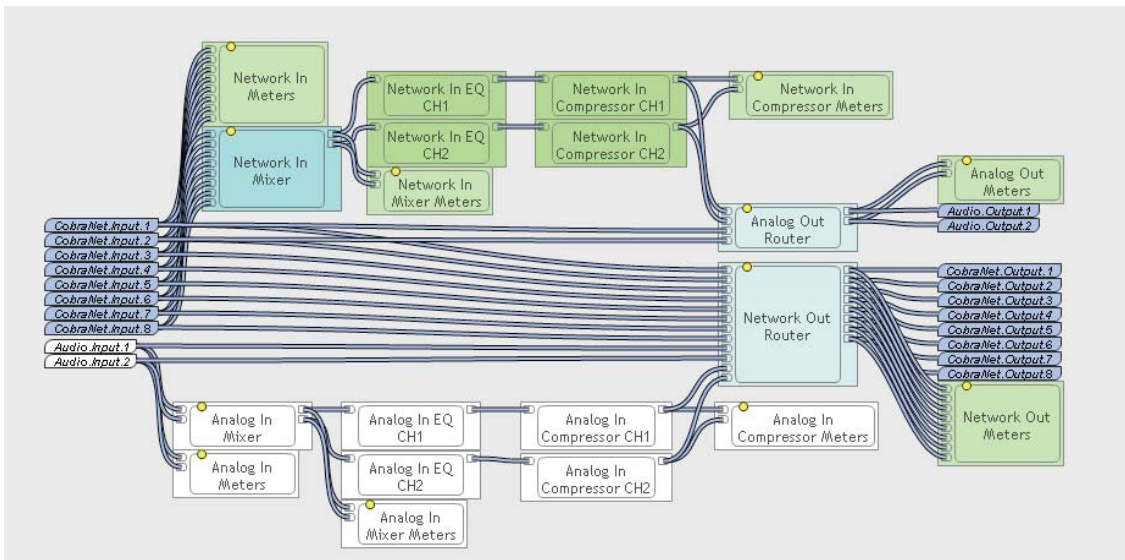 Network In
Meters
Network In
Mixer
Network In EQ
CH1
Network In
Compressor CH1
Network In
Compressor Meters
Network In EQ
CH2
Network In
Compressor CH2
Network In
Mixer Meters
Analog Out
Meters
Analog Out
Router
Audio.Output.1
Audio.Output.2
CobraNet.Input.1
CobraNet.Input.2
CobraNet.Input.3
CobraNet.Input.4
CobraNet.Input.5
CobraNet.Input.6
CobraNet.Input.7
CobraNet.Input.8
Audio.Input.1
Audio.Input.2
Network Out
Router
CobraNet.Output.1
CobraNet.Output.2
CobraNet.Output.3
CobraNet.Output.4
CobraNet.Output.5
CobraNet.Output.6
CobraNet.Output.7
CobraNet.Output.8
Network Out
Meters
Analog In
Mixer
Analog In EQ
CH1
Analog In
Compressor CH1
Analog In
Compressor Meters
Analog In
Meters
Analog In EQ
CH2
Analog In
Compressor CH2
Analog In
Mixer Meters